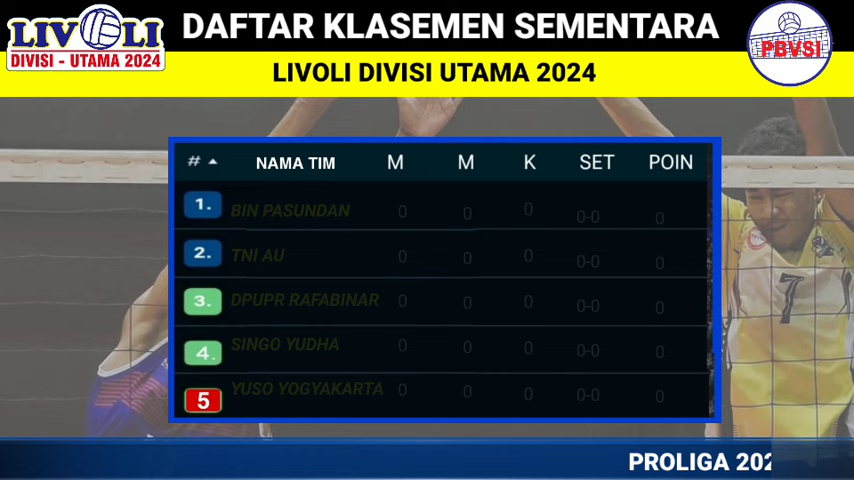 LIVOLI
DIVISI - UTAMA 2024
DAFTAR KLASEMEN SEMENTARA
LIVOLI DIVISI UTAMA 2024
PBVSI
# NAMA TIM M M K SET POIN
1. BIN PASUNDAN 0 0 0 0-0 0
2. TNI AU 0 0 0 0-0 0
3. DPUPR RAFABINAR 0 0 0 0-0 0
4. SINGO YUDHA 0 0 0 0-0 0
5 YUSO YOGYAKARTA 0 0 0 0-0 0
7
PROLIGA 202